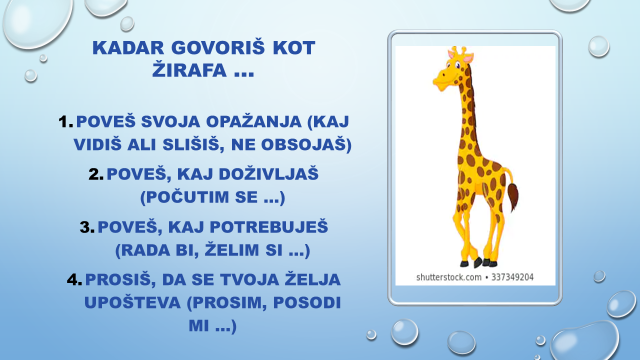 KADAR GOVORIŠ KOT
ŽIRAFA ...
1. POVEŠ SVOJA OPAŽANJA (KAJ
VIDIŠ ALI SLIŠIŠ, NE OBSOJAŠ)
2. POVEŠ, KAJ DOŽIVLJAŠ
(POČUTIM SE ...)
3. POVEŠ, KAJ POTREBUJEŠ
(RADA BI, ŽELIM SI ...)
4. PROSIŠ, DA SE TVOJA ŽELJA
UPOŠTEVA (PROSIM, POSODI
MI ...)
shutterstock.com • 337349204